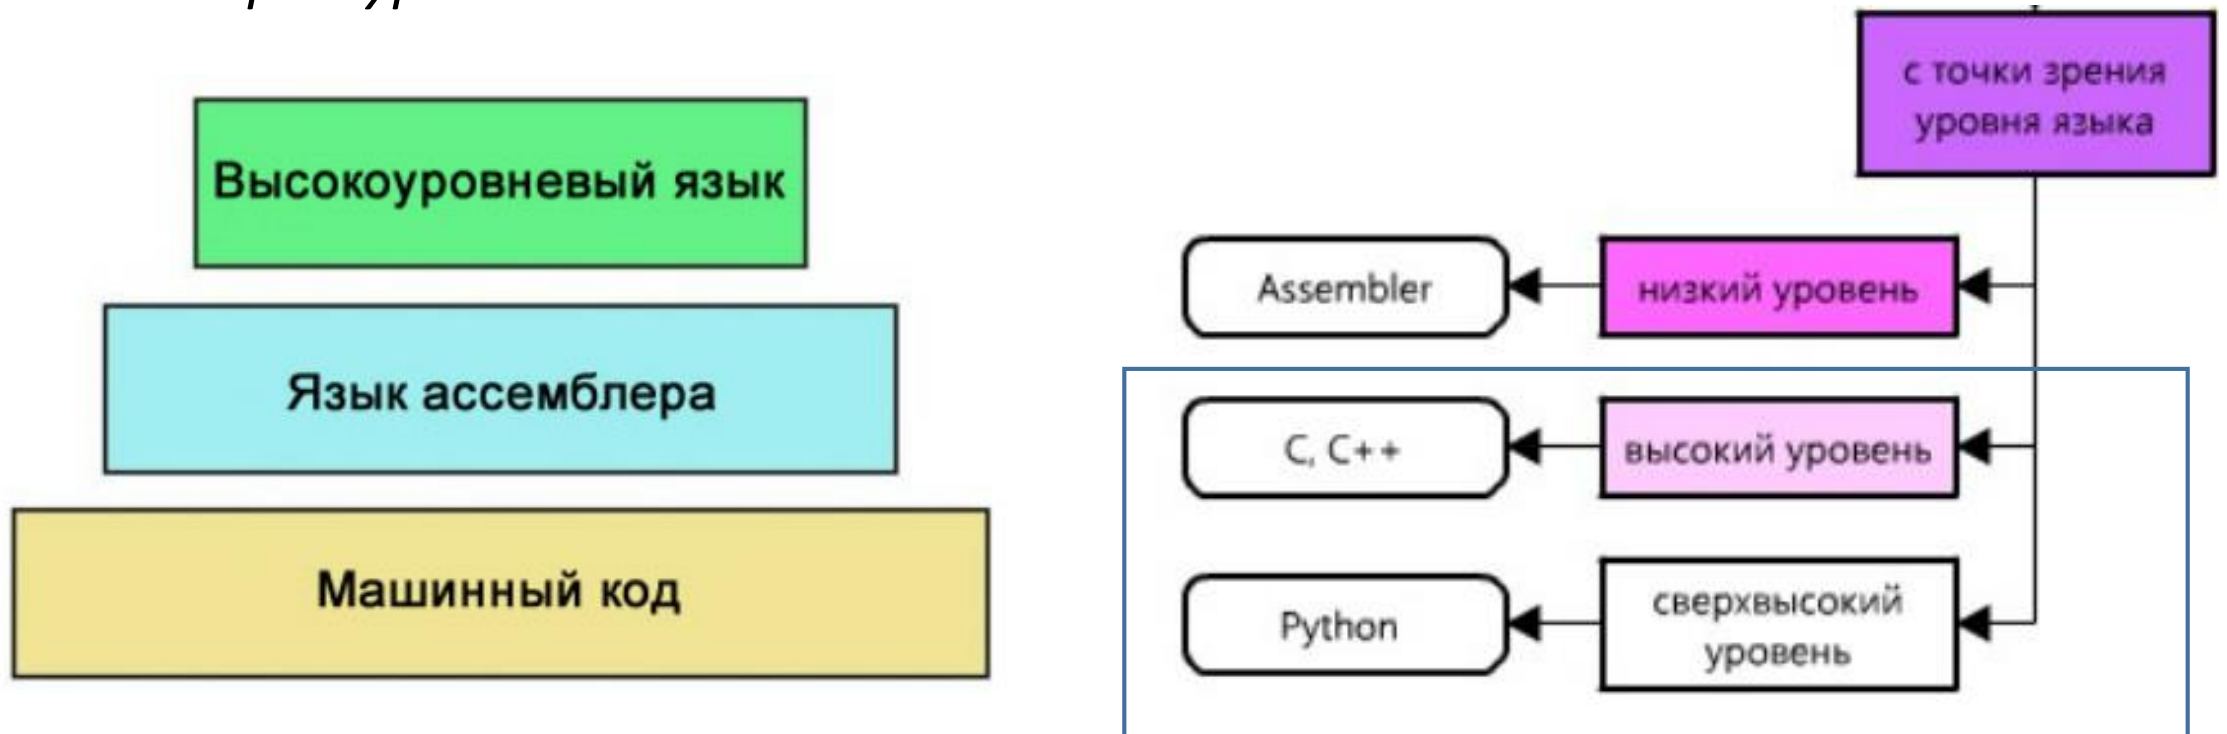 Высокоуровневый язык
Язык ассемблера
Машинный код
с точки зрения
уровня языка
Assembler
низкий уровень
C, C++
высокий уровень
Python
сверхвысокий
уровень